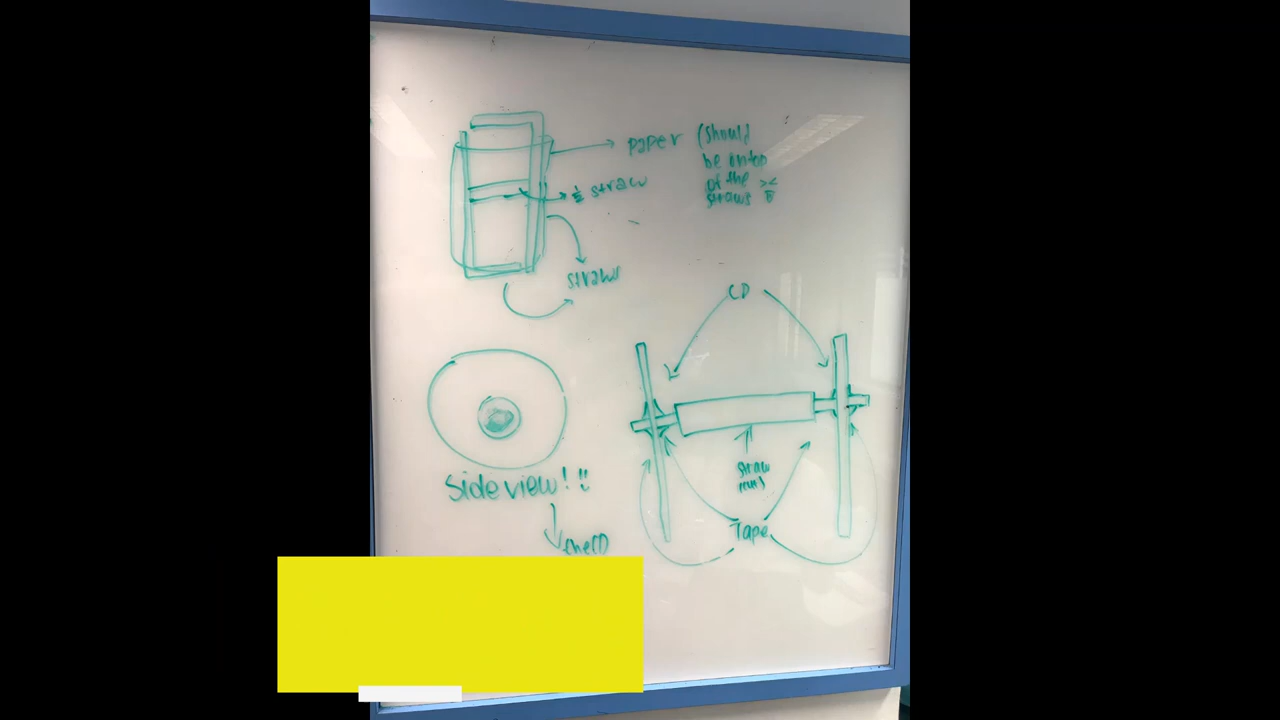 paper (should
be on top
of the
straws
½ straw
straws
CD
side view!!
the CD
straw
Tape